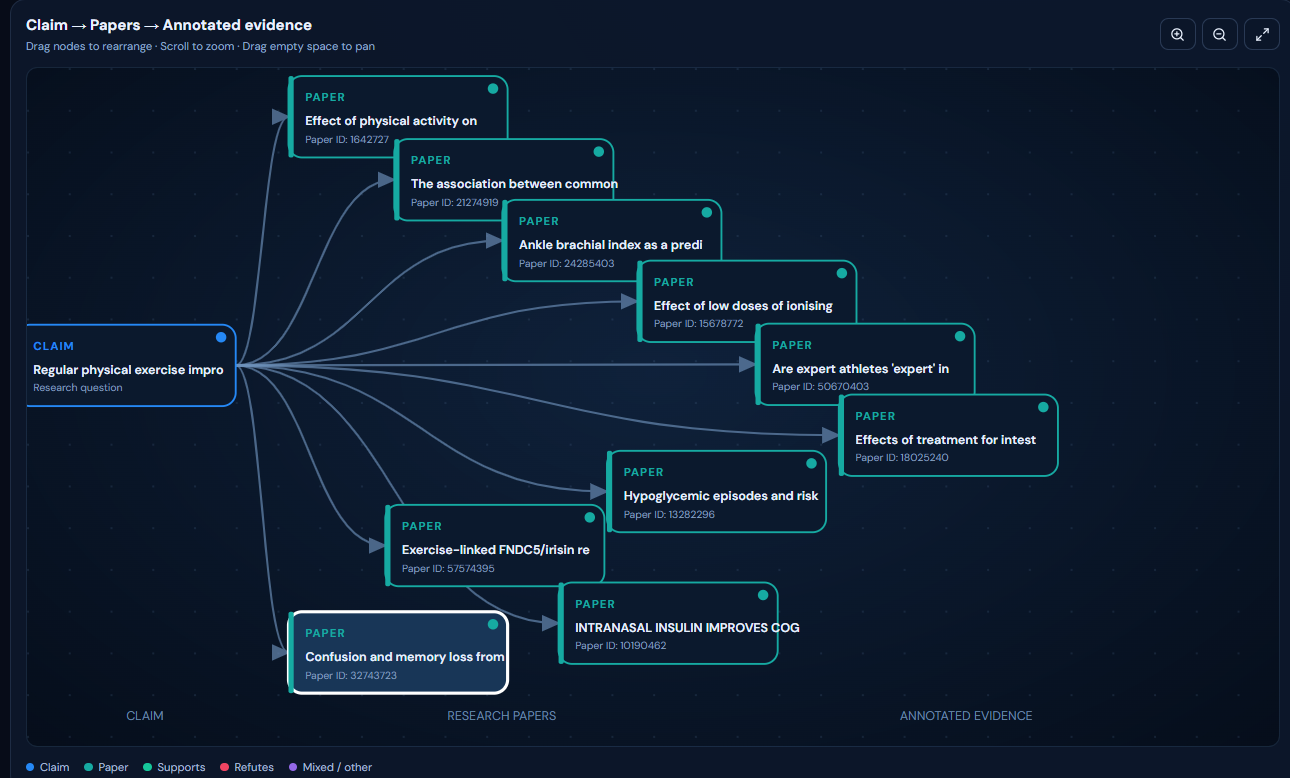 Claim → Papers → Annotated evidence
Drag nodes to rearrange · Scroll to zoom · Drag empty space to pan
PAPER
Effect of physical activity on
Paper ID: 1642727
PAPER
The association between common
Paper ID: 21274919
PAPER
Ankle brachial index as a predi
Paper ID: 24285403
PAPER
Effect of low doses of ionising
Paper ID: 15678772
PAPER
Are expert athletes 'expert' in
Paper ID: 50670403
CLAIM
Regular physical exercise impro
Research question
PAPER
Effects of treatment for intest
Paper ID: 18025240
PAPER
Hypoglycemic episodes and risk
Paper ID: 13282296
PAPER
Exercise-linked FNDC5/irisin re
Paper ID: 57574395
PAPER
INTRANASAL INSULIN IMPROVES COG
Paper ID: 10190462
PAPER
Confusion and memory loss from
Paper ID: 32743723
CLAIM
RESEARCH PAPERS
ANNOTATED EVIDENCE
Claim
Paper
Supports
Refutes
Mixed / other